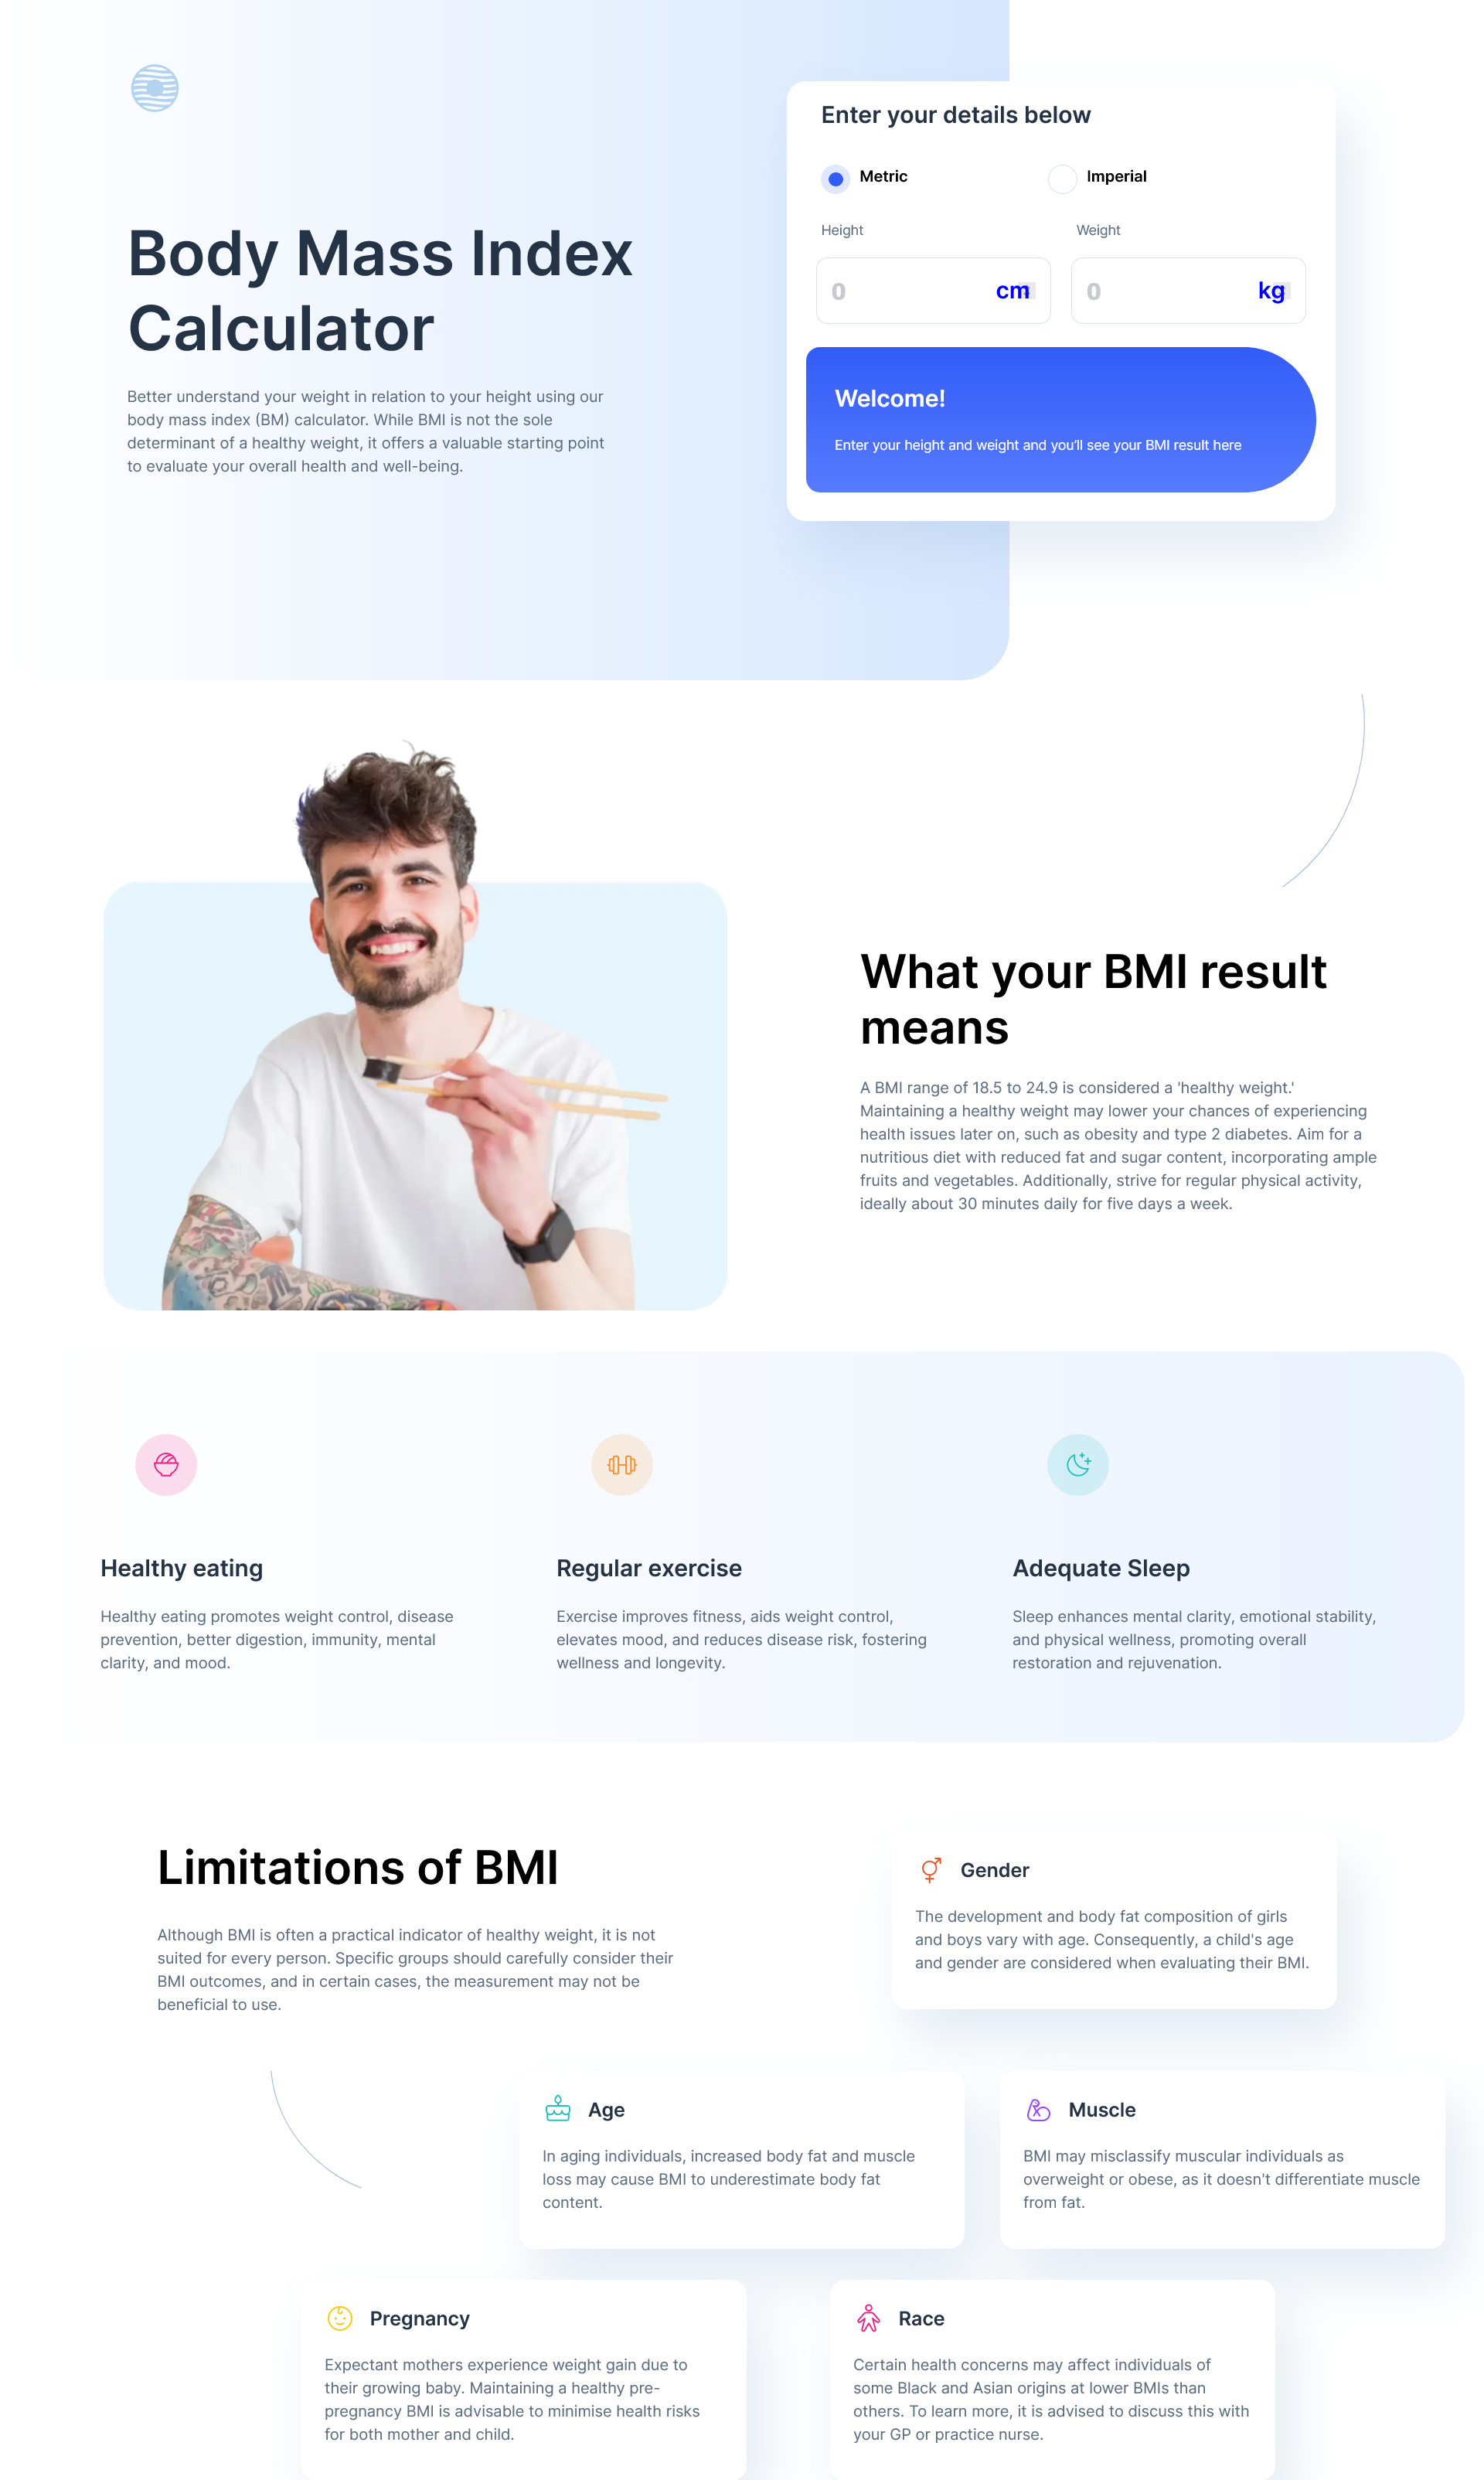 Enter your details below
Metric
Imperial
Height
Weight
0
cm
0
kg
Welcome!
Enter your height and weight and you’ll see your BMI result here
Body Mass Index
Calculator
Better understand your weight in relation to your height using our
body mass index (BM) calculator. While BMI is not the sole
determinant of a healthy weight, it offers a valuable starting point
to evaluate your overall health and well-being.
What your BMI result
means
A BMI range of 18.5 to 24.9 is considered a 'healthy weight.'
Maintaining a healthy weight may lower your chances of experiencing
health issues later on, such as obesity and type 2 diabetes. Aim for a
nutritious diet with reduced fat and sugar content, incorporating ample
fruits and vegetables. Additionally, strive for regular physical activity,
ideally about 30 minutes daily for five days a week.
Healthy eating
Healthy eating promotes weight control, disease
prevention, better digestion, immunity, mental
clarity, and mood.
Regular exercise
Exercise improves fitness, aids weight control,
elevates mood, and reduces disease risk, fostering
wellness and longevity.
Adequate Sleep
Sleep enhances mental clarity, emotional stability,
and physical wellness, promoting overall
restoration and rejuvenation.
Limitations of BMI
Although BMI is often a practical indicator of healthy weight, it is not
suited for every person. Specific groups should carefully consider their
BMI outcomes, and in certain cases, the measurement may not be
beneficial to use.
Gender
The development and body fat composition of girls
and boys vary with age. Consequently, a child's age
and gender are considered when evaluating their BMI.
Age
In aging individuals, increased body fat and muscle
loss may cause BMI to underestimate body fat
content.
Muscle
BMI may misclassify muscular individuals as
overweight or obese, as it doesn't differentiate muscle
from fat.
Pregnancy
Expectant mothers experience weight gain due to
their growing baby. Maintaining a healthy pre-
pregnancy BMI is advisable to minimise health risks
for both mother and child.
Race
Certain health concerns may affect individuals of
some Black and Asian origins at lower BMIs than
others. To learn more, it is advised to discuss this with
your GP or practice nurse.